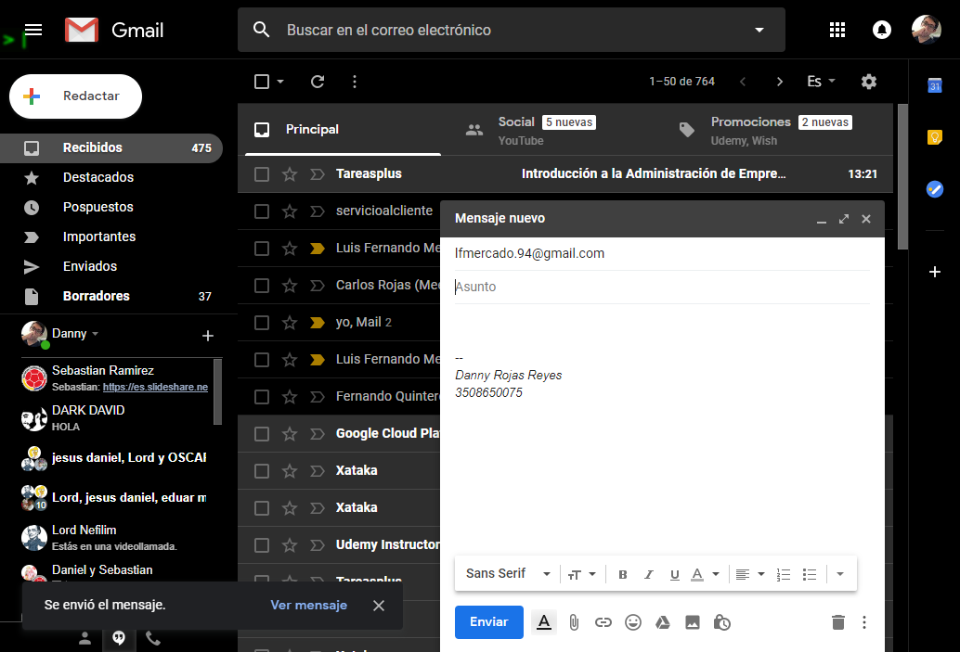 Gmail
Buscar en el correo electrónico
Redactar
1–50 de 764
Es
31
Recibidos 475
Destacados
Pospuestos
Importantes
Enviados
Borradores 37
Danny
Sebastian Ramirez
Sebastian: https://es.slideshare.ne
DARK DAVID
HOLA
jesus daniel, Lord y OSCAR
Lord, jesus daniel, eduar m
10
Lord Nefilim
Estás en una videollamada.
Daniel y Sebastian
Se envió el mensaje. Ver mensaje
Principal
Social 5 nuevas
YouTube
Promociones 2 nuevas
Udemy, Wish
Tareasplus Introducción a la Administración de Empre… 13:21
servicioalcliente
Luis Fernando Me
Carlos Rojas (Me
yo, Mail 2
Luis Fernando Me
Fernando Quinter
Google Cloud Pla
Xataka
Xataka
Udemy Instructor
Tareasplus
Xataka
Mensaje nuevo
lfmercado.94@gmail.com
Asunto
--
Danny Rojas Reyes
3508650075
Sans Serif
B I U A
Enviar A